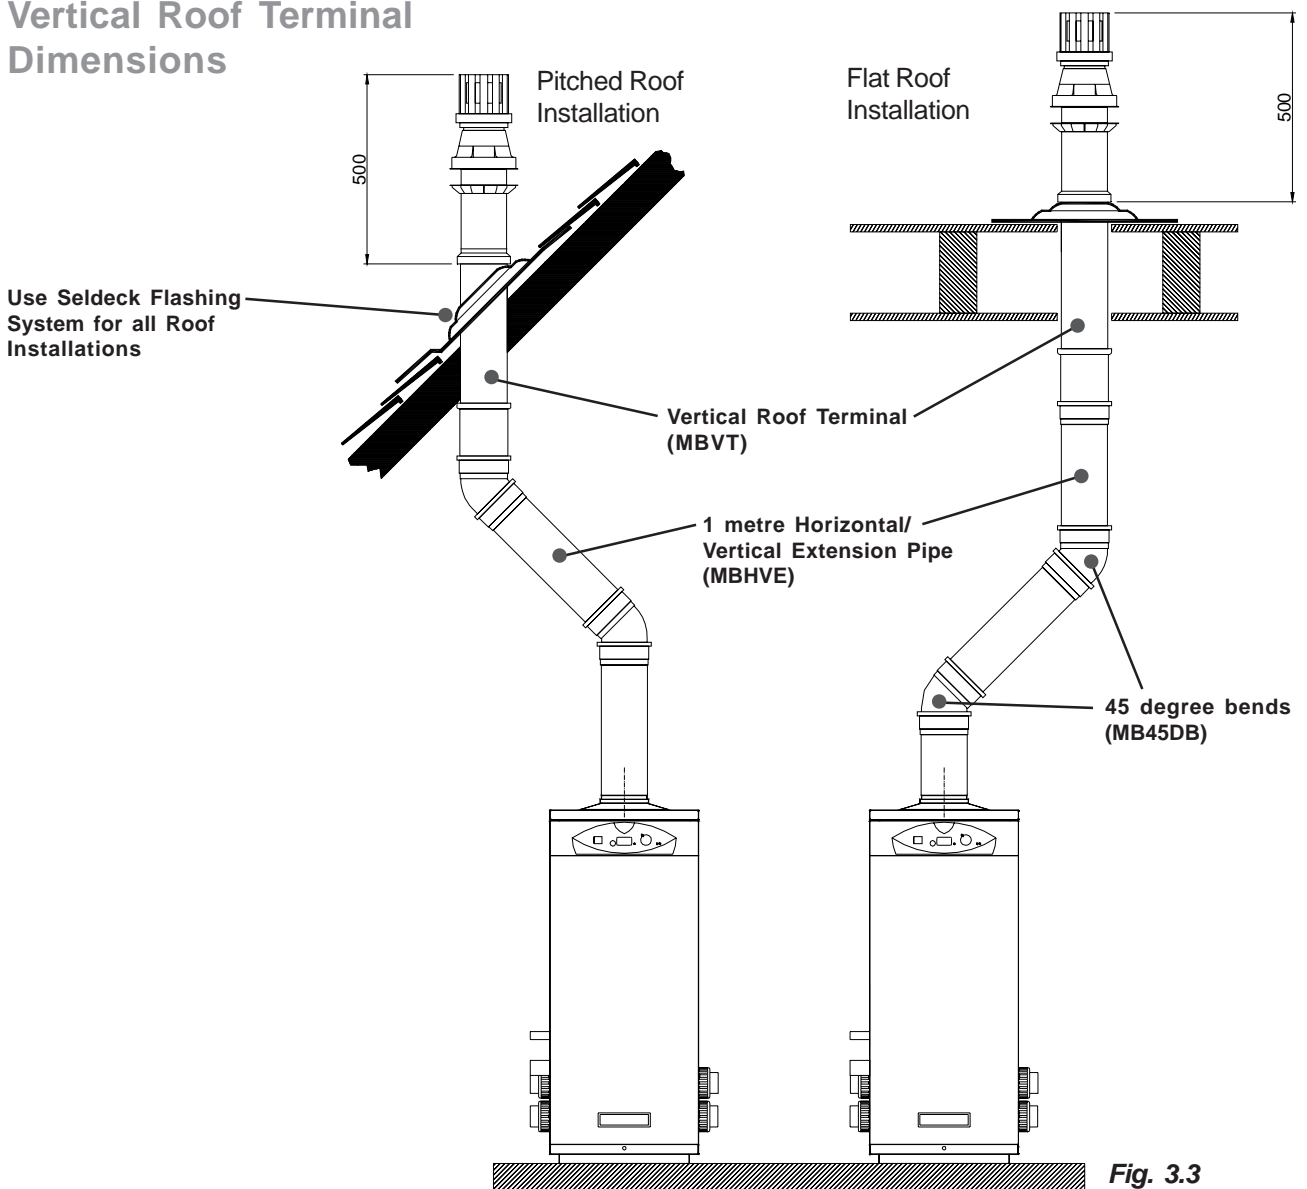 Vertical Roof Terminal
Dimensions
Pitched Roof
Installation
Flat Roof
Installation
500
500
Use Seldeck Flashing
System for all Roof
Installations
Vertical Roof Terminal
(MBVT)
1 metre Horizontal/
Vertical Extension Pipe
(MBHVE)
45 degree bends
(MB45DB)
Fig. 3.3